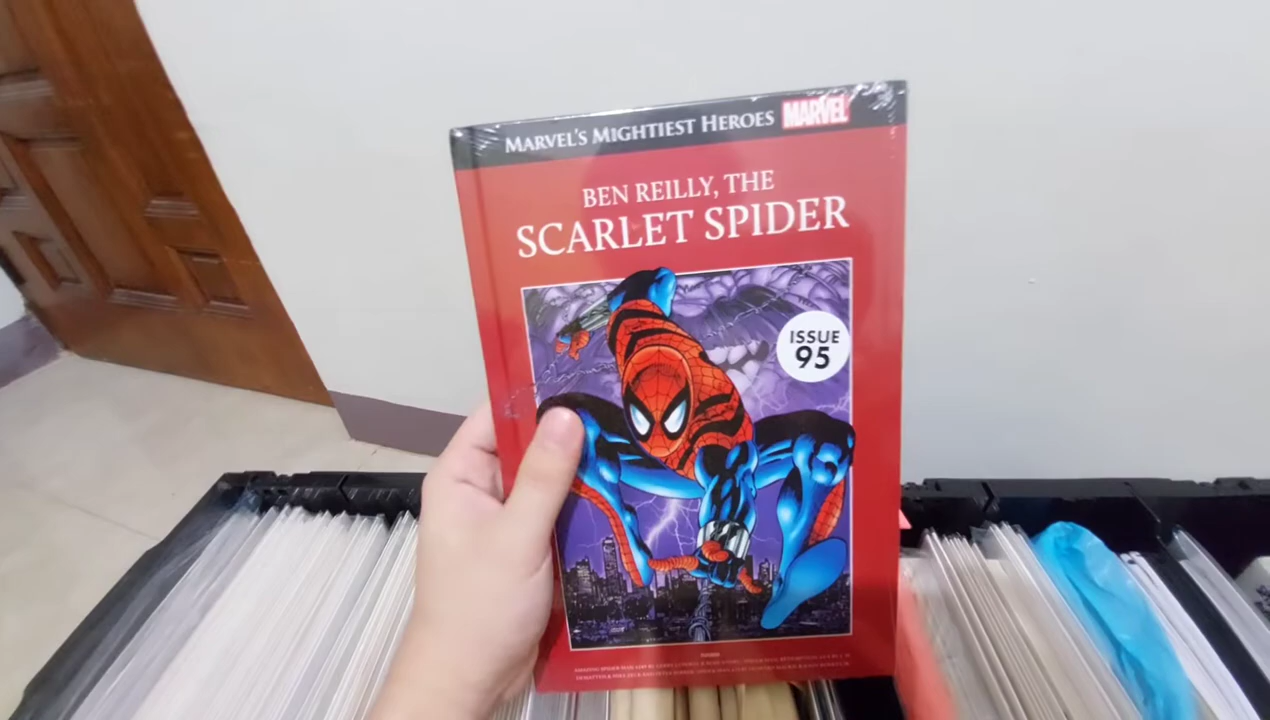 MARVEL'S MIGHTIEST HEROES MARVEL
BEN REILLY, THE
SCARLET SPIDER
ISSUE
95